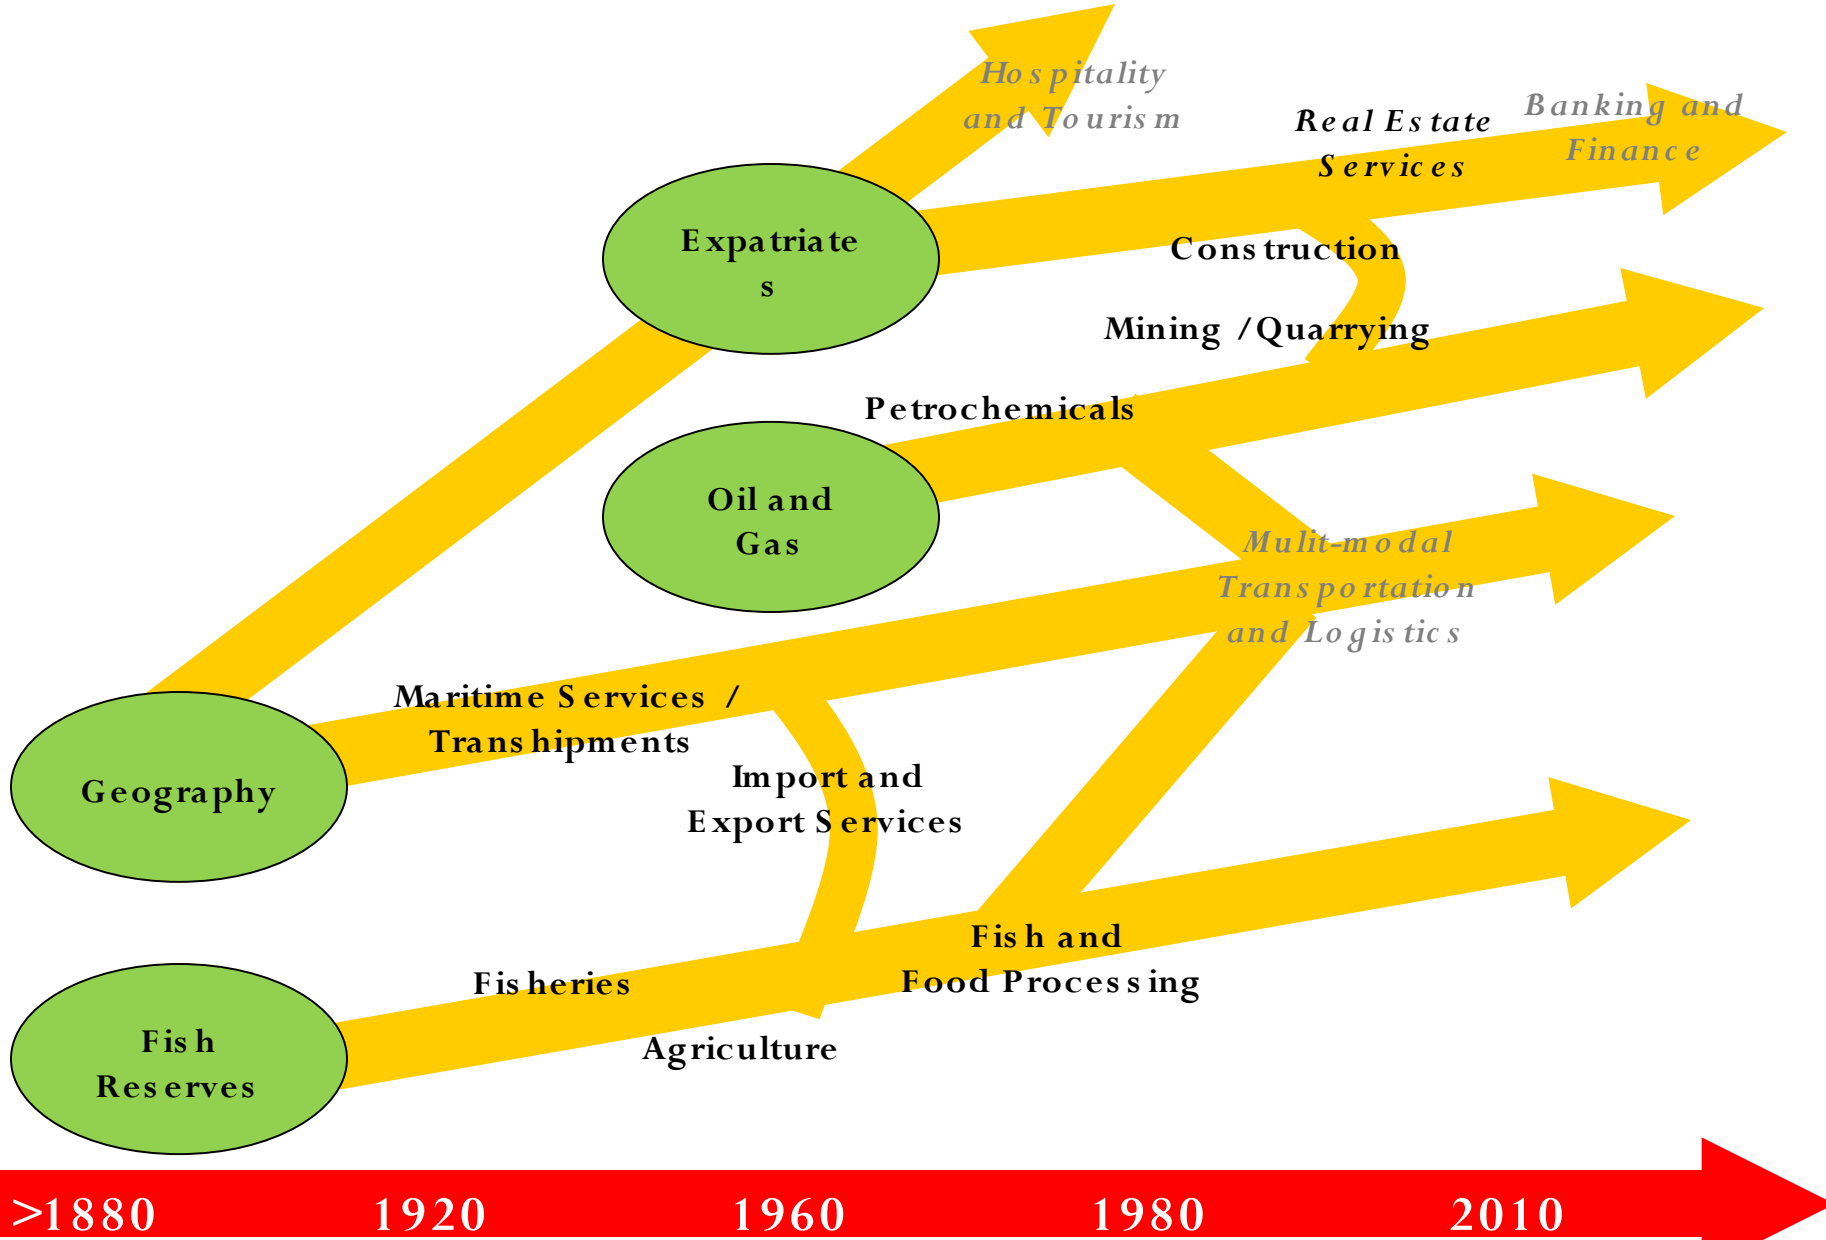 Hospitality
and Tourism
Real Estate
Services
Banking and
Finance
Expatriate
s
Construction
Mining /Quarrying
Petrochemicals
Oil and
Gas
Mulit-modal
Transportation
and Logistics
Maritime Services /
Transhipments
Import and
Export Services
Geography
Fish and
Food Processing
Fisheries
Agriculture
Fish
Reserves
>1880 1920 1960 1980 2010